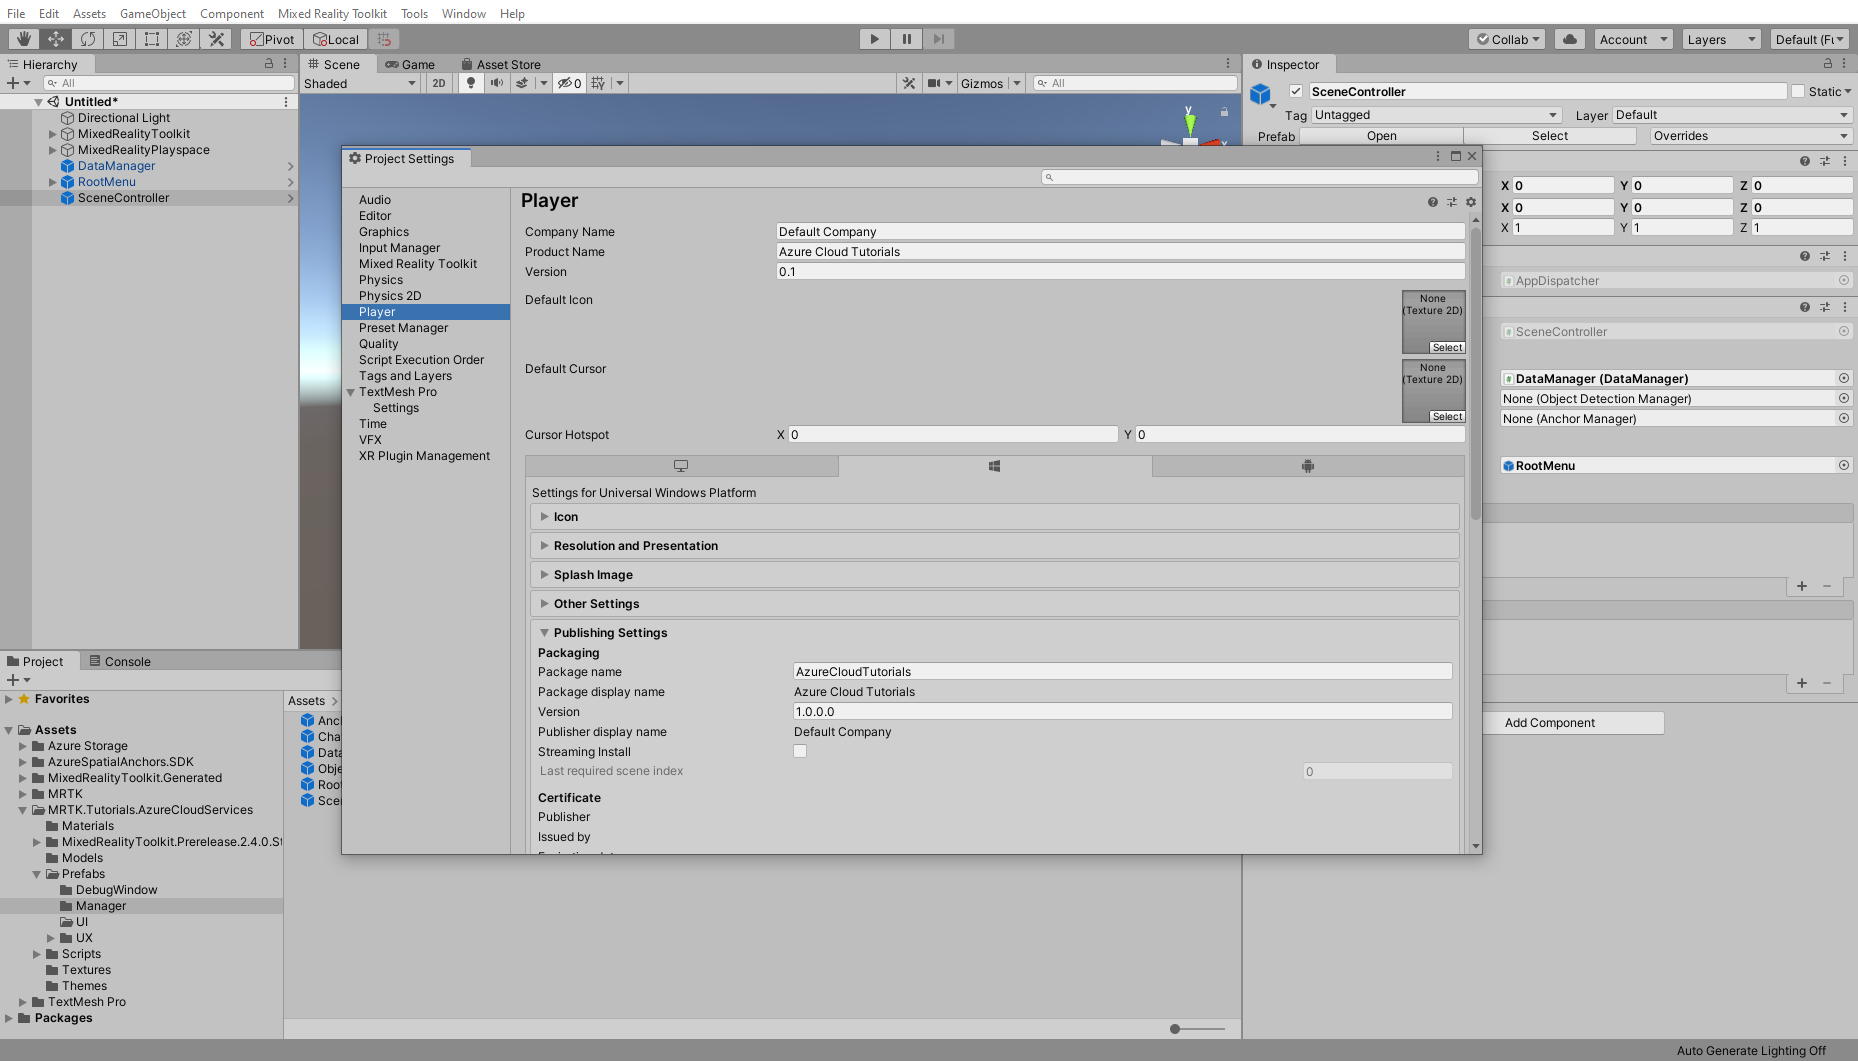 File Edit Assets GameObject Component Mixed Reality Toolkit Tools Window Help
Pivot Local Collab Account Layers Default (Fu
Hierarchy
All
Untitled*
Directional Light
MixedRealityToolkit
MixedRealityPlayspace
DataManager
RootMenu
SceneController
Scene Game Asset Store
Shaded 2D 0 Gizmos All
y
x
Inspector
SceneController Static
Tag Untagged Layer Default
Prefab Open Select Overrides
X 0 Y 0 Z 0
X 0 Y 0 Z 0
X 1 Y 1 Z 1
AppDispatcher
SceneController
DataManager (DataManager)
None (Object Detection Manager)
None (Anchor Manager)
RootMenu
Add Component
Project Settings
Audio
Editor
Graphics
Input Manager
Mixed Reality Toolkit
Physics
Physics 2D
Player
Preset Manager
Quality
Script Execution Order
Tags and Layers
TextMesh Pro
Settings
Time
VFX
XR Plugin Management
Player
Company Name Default Company
Product Name Azure Cloud Tutorials
Version 0.1
Default Icon
None
(Texture 2D)
Select
Default Cursor
None
(Texture 2D)
Select
Cursor Hotspot X 0 Y 0
Settings for Universal Windows Platform
Icon
Resolution and Presentation
Splash Image
Other Settings
Publishing Settings
Packaging
Package name AzureCloudTutorials
Package display name Azure Cloud Tutorials
Version 1.0.0.0
Publisher display name Default Company
Streaming Install
Last required scene index 0
Certificate
Publisher
Issued by
Project Console
Favorites
Assets
Azure Storage
AzureSpatialAnchors.SDK
MixedRealityToolkit.Generated
MRTK
MRTK.Tutorials.AzureCloudServices
Materials
MixedRealityToolkit.Prerelease.2.4.0.St
Models
Prefabs
DebugWindow
Manager
UI
UX
Scripts
Textures
Themes
TextMesh Pro
Packages
Assets
Anc
Cha
Data
Obje
Root
Scen
Auto Generate Lighting Off